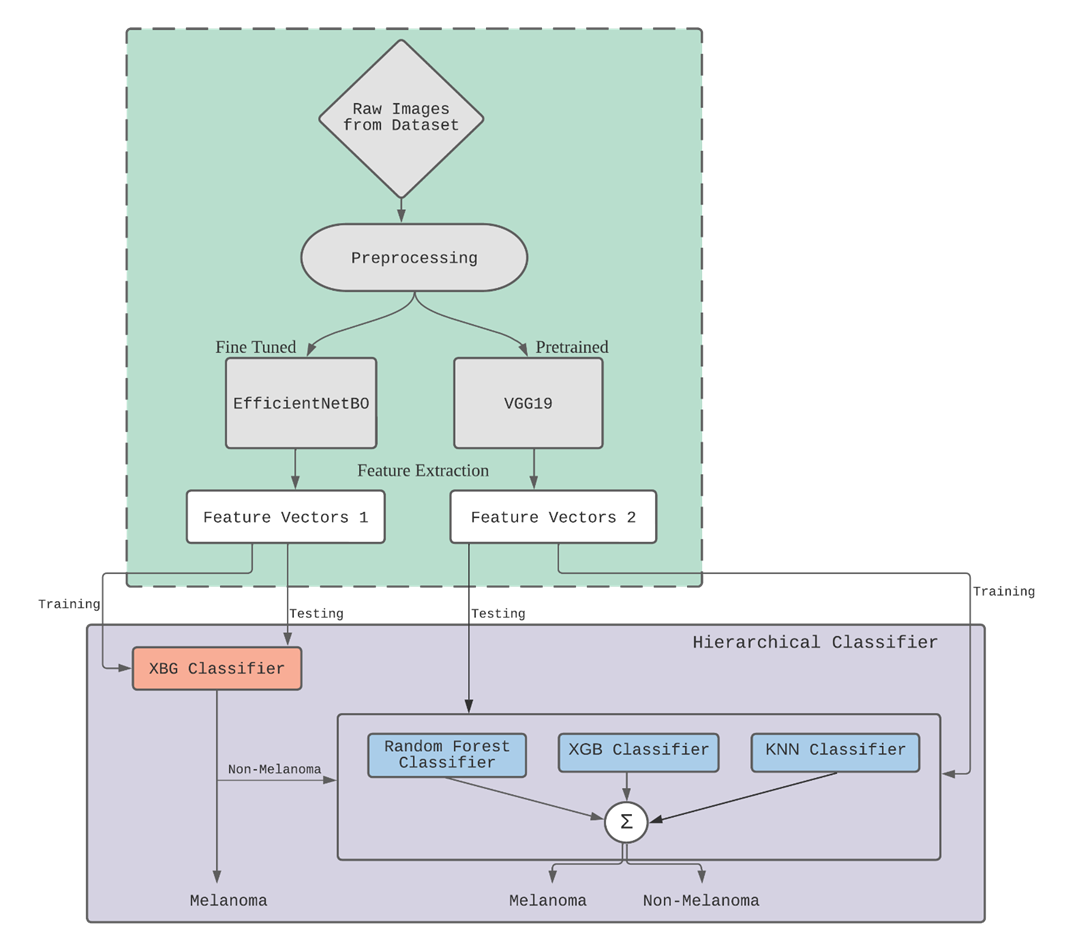 Raw Images
from Dataset
Preprocessing
Fine Tuned
Pretrained
EfficientNetBO
VGG19
Feature Extraction
Feature Vectors 1
Feature Vectors 2
Training
Testing
Testing
Training
Hierarchical Classifier
XBG Classifier
Random Forest
Classifier
XGB Classifier
KNN Classifier
Non-Melanoma
Σ
Melanoma
Melanoma
Non-Melanoma